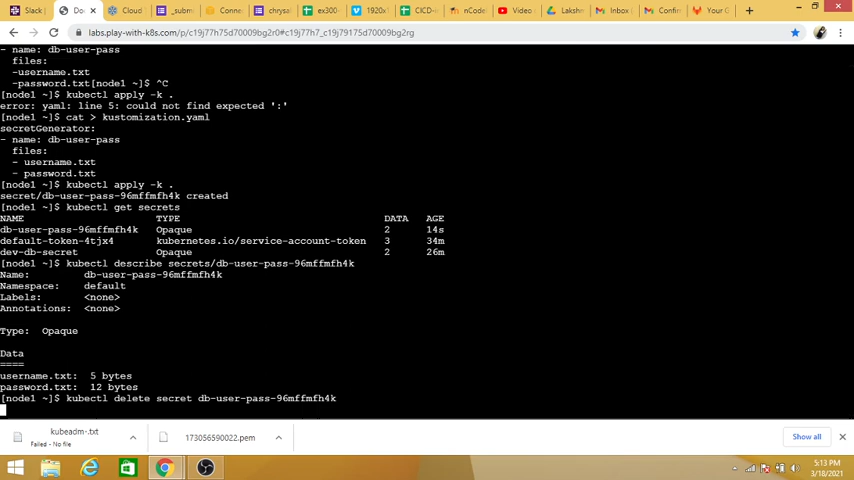 Slack |
Doc
Cloud
_subm
Conne
chrysa
ex300-
1920x1
CICD-n
nCode
Video
Laksh
Inbox (
Confir
Your G
labs.play-with-k8s.com/p/c19j77h75d70009bg2r0#c19j77h7_c19j79175d70009bg2rg
- name: db-user-pass
files:
-username.txt
-password.txt[node1 ~]$ ^C
[node1 ~]$ kubectl apply -k .
error: yaml: line 5: could not find expected ':'
[node1 ~]$ cat > kustomization.yaml
secretGenerator:
- name: db-user-pass
files:
- username.txt
- password.txt
[node1 ~]$ kubectl apply -k .
secret/db-user-pass-96mffmfh4k created
[node1 ~]$ kubectl get secrets
NAME TYPE DATA AGE
db-user-pass-96mffmfh4k Opaque 2 14s
default-token-4tjx4 kubernetes.io/service-account-token 3 34m
dev-db-secret Opaque 2 26m
[node1 ~]$ kubectl describe secrets/db-user-pass-96mffmfh4k
Name: db-user-pass-96mffmfh4k
Namespace: default
Labels: <none>
Annotations: <none>
Type: Opaque
Data
====
username.txt: 5 bytes
password.txt: 12 bytes
[node1 ~]$ kubectl delete secret db-user-pass-96mffmfh4k
kubeadm-.txt
Failed - No file
173056590022.pem
Show all
5:13 PM
3/18/2021